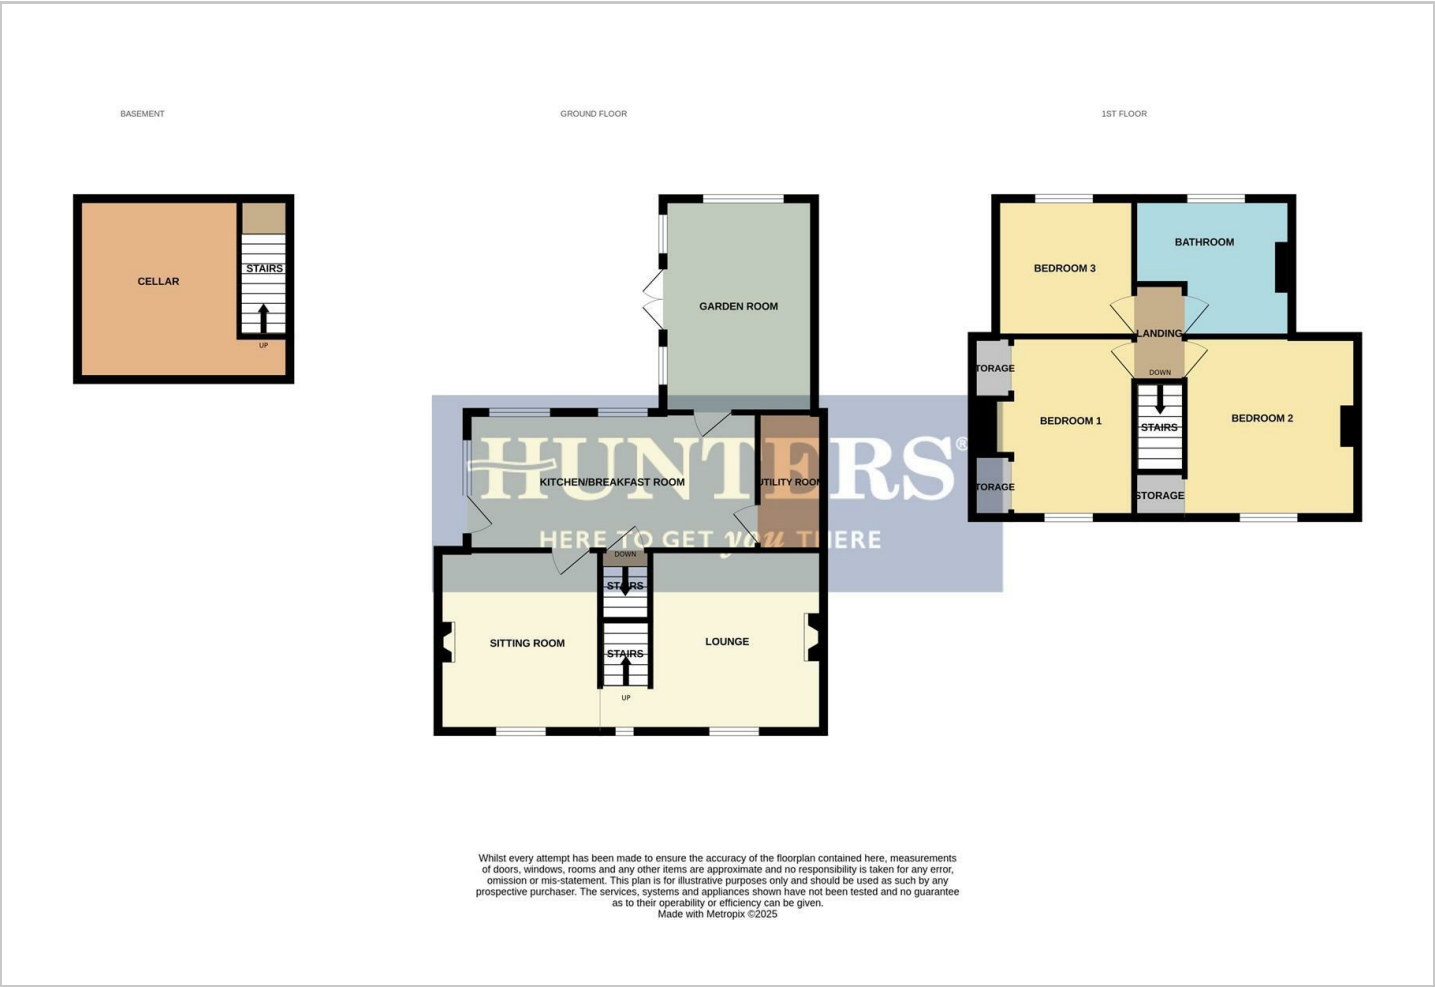 BASEMENT
GROUND FLOOR
1ST FLOOR
CELLAR
STAIRS
UP
GARDEN ROOM
HUNTERS®
KITCHEN/BREAKFAST ROOM
UTILITY ROOM
HERE TO GET you THERE
DOWN
STAIRS
SITTING ROOM
STAIRS
LOUNGE
UP
BEDROOM 3
BATHROOM
LANDING
TORAGE
DOWN
BEDROOM 1
STAIRS
BEDROOM 2
TORAGE
STORAGE
Whilst every attempt has been made to ensure the accuracy of the floorplan contained here, measurements
of doors, windows, rooms and any other items are approximate and no responsibility is taken for any error,
omission or mis-statement. This plan is for illustrative purposes only and should be used as such by any
prospective purchaser. The services, systems and appliances shown have not been tested and no guarantee
as to their operability or efficiency can be given.
Made with Metropix ©2025